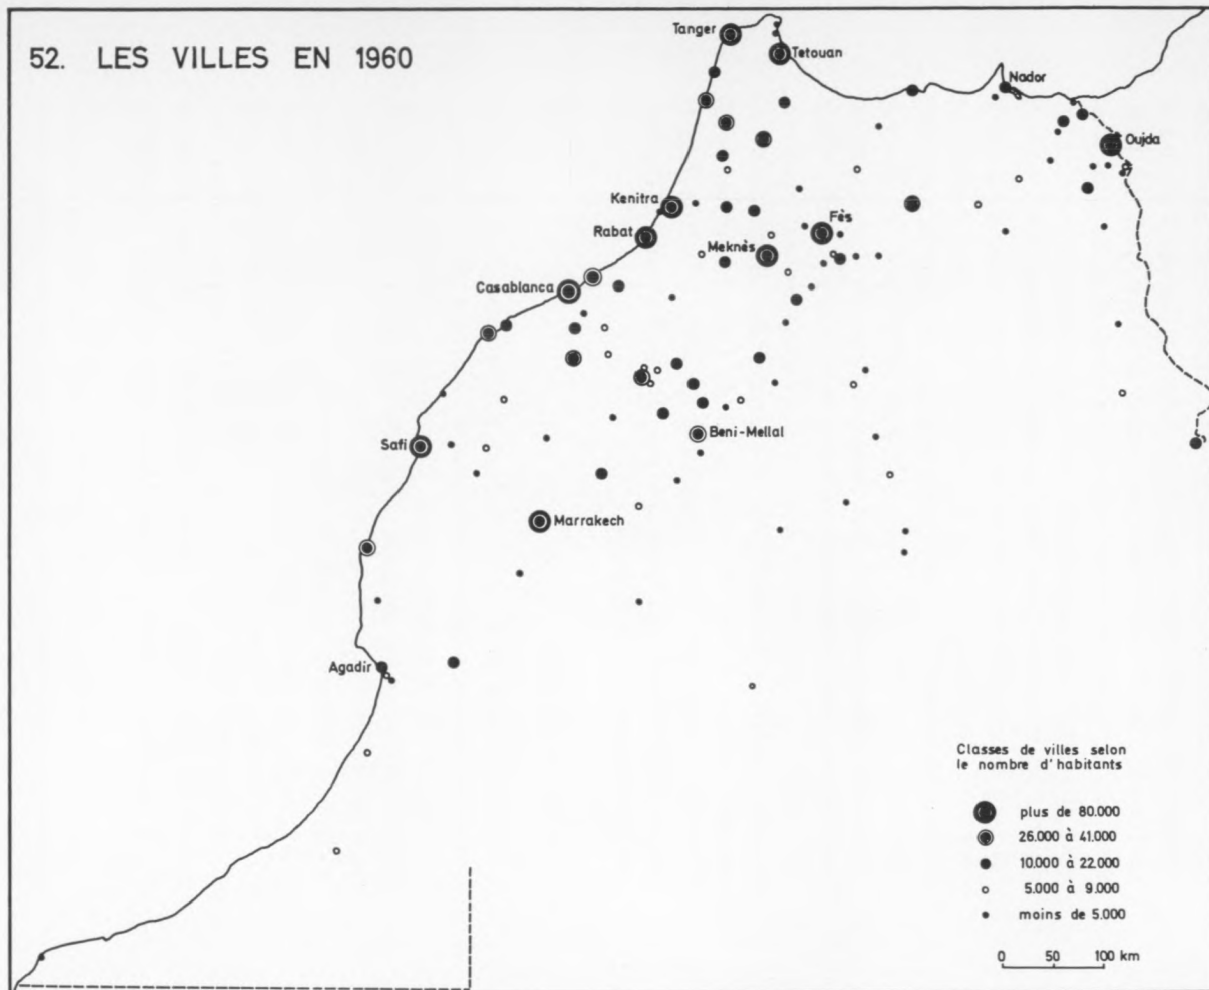 52. LES VILLES EN 1960
Tanger
Tetouan
Nador
Oujda
Kenitra
Fès
Rabat
Meknès
Casablanca
Beni-Mellal
Safi
Marrakech
Agadir
Classes de villes selon
le nombre d'habitants
plus de 80.000
26.000 à 41.000
10.000 à 22.000
5.000 à 9.000
moins de 5.000
0 50 100 km